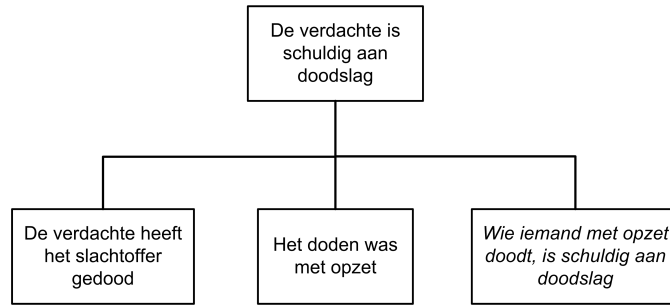 De verdachte is
schuldig aan
doodslag
De verdachte heeft
het slachtoffer
gedood
Het doden was
met opzet
Wie iemand met opzet
doodt, is schuldig aan
doodslag